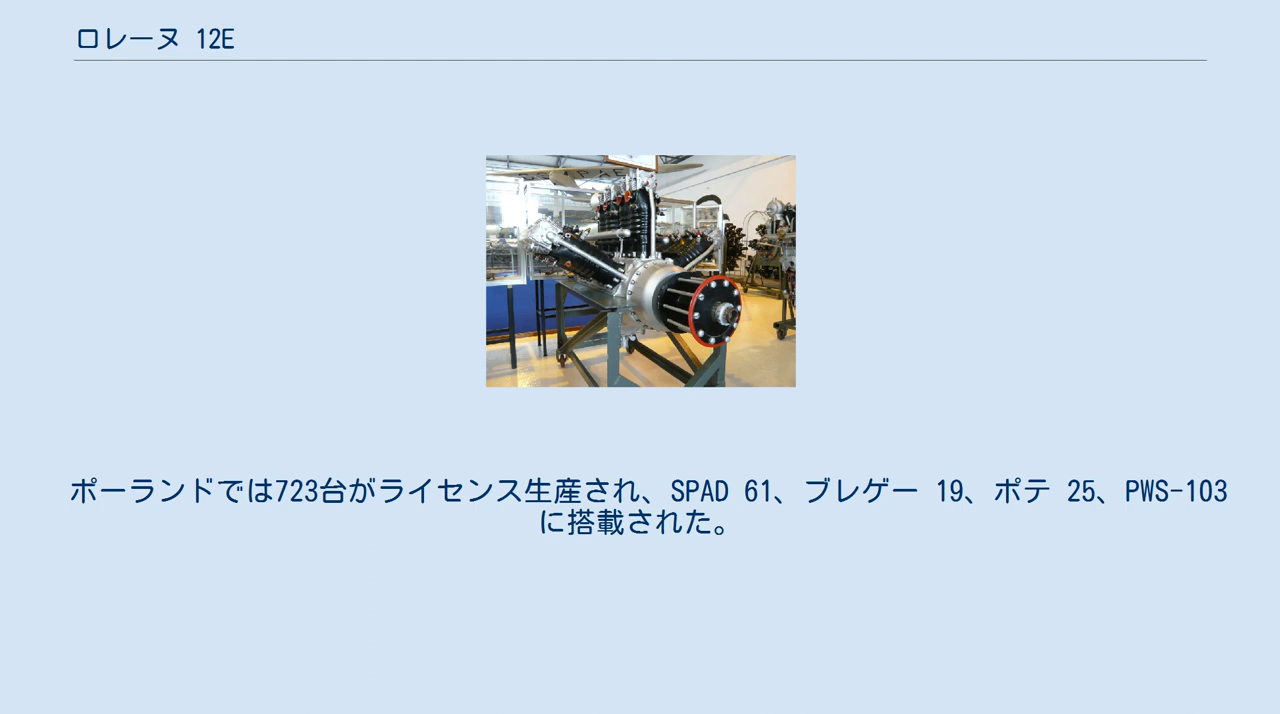 ロレーヌ 12E
ポーランドでは723台がライセンス生産され、SPAD 61、ブレゲー 19、ポテ 25、PWS-103
に搭載された。